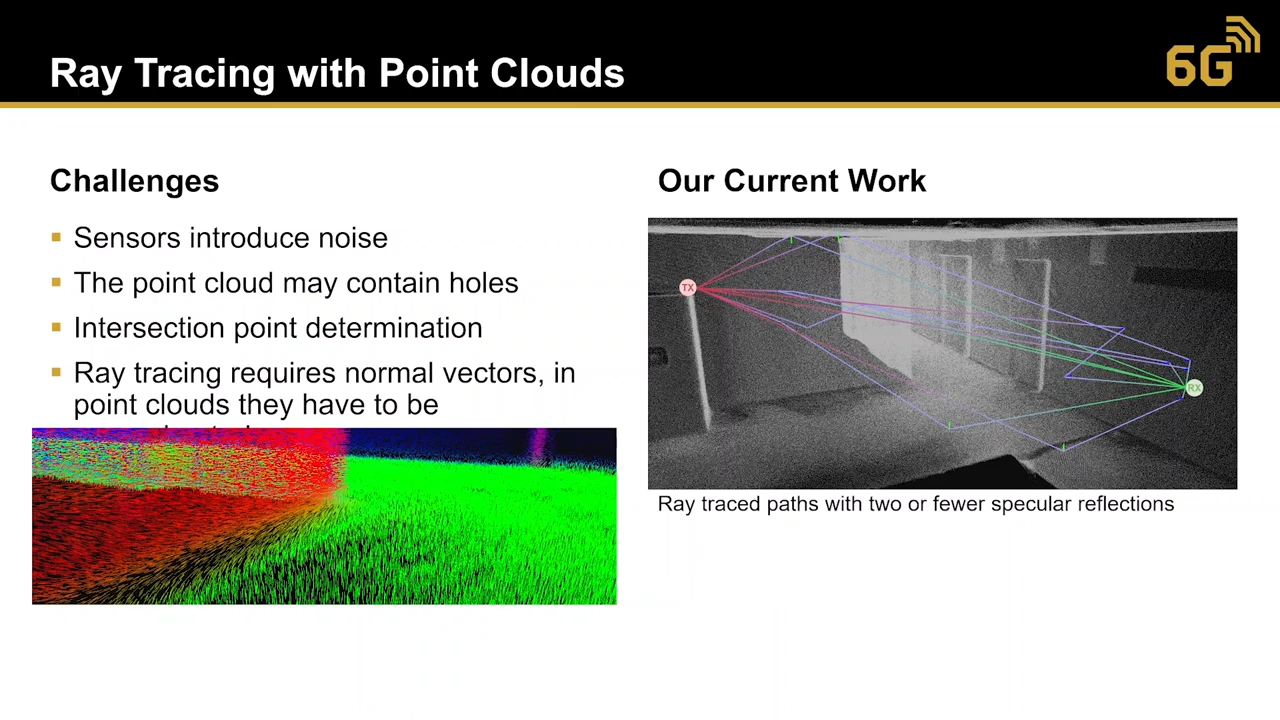 Ray Tracing with Point Clouds
6G
Challenges
Sensors introduce noise
The point cloud may contain holes
Intersection point determination
Ray tracing requires normal vectors, in
point clouds they have to be
Our Current Work
TX
RX
Ray traced paths with two or fewer specular reflections